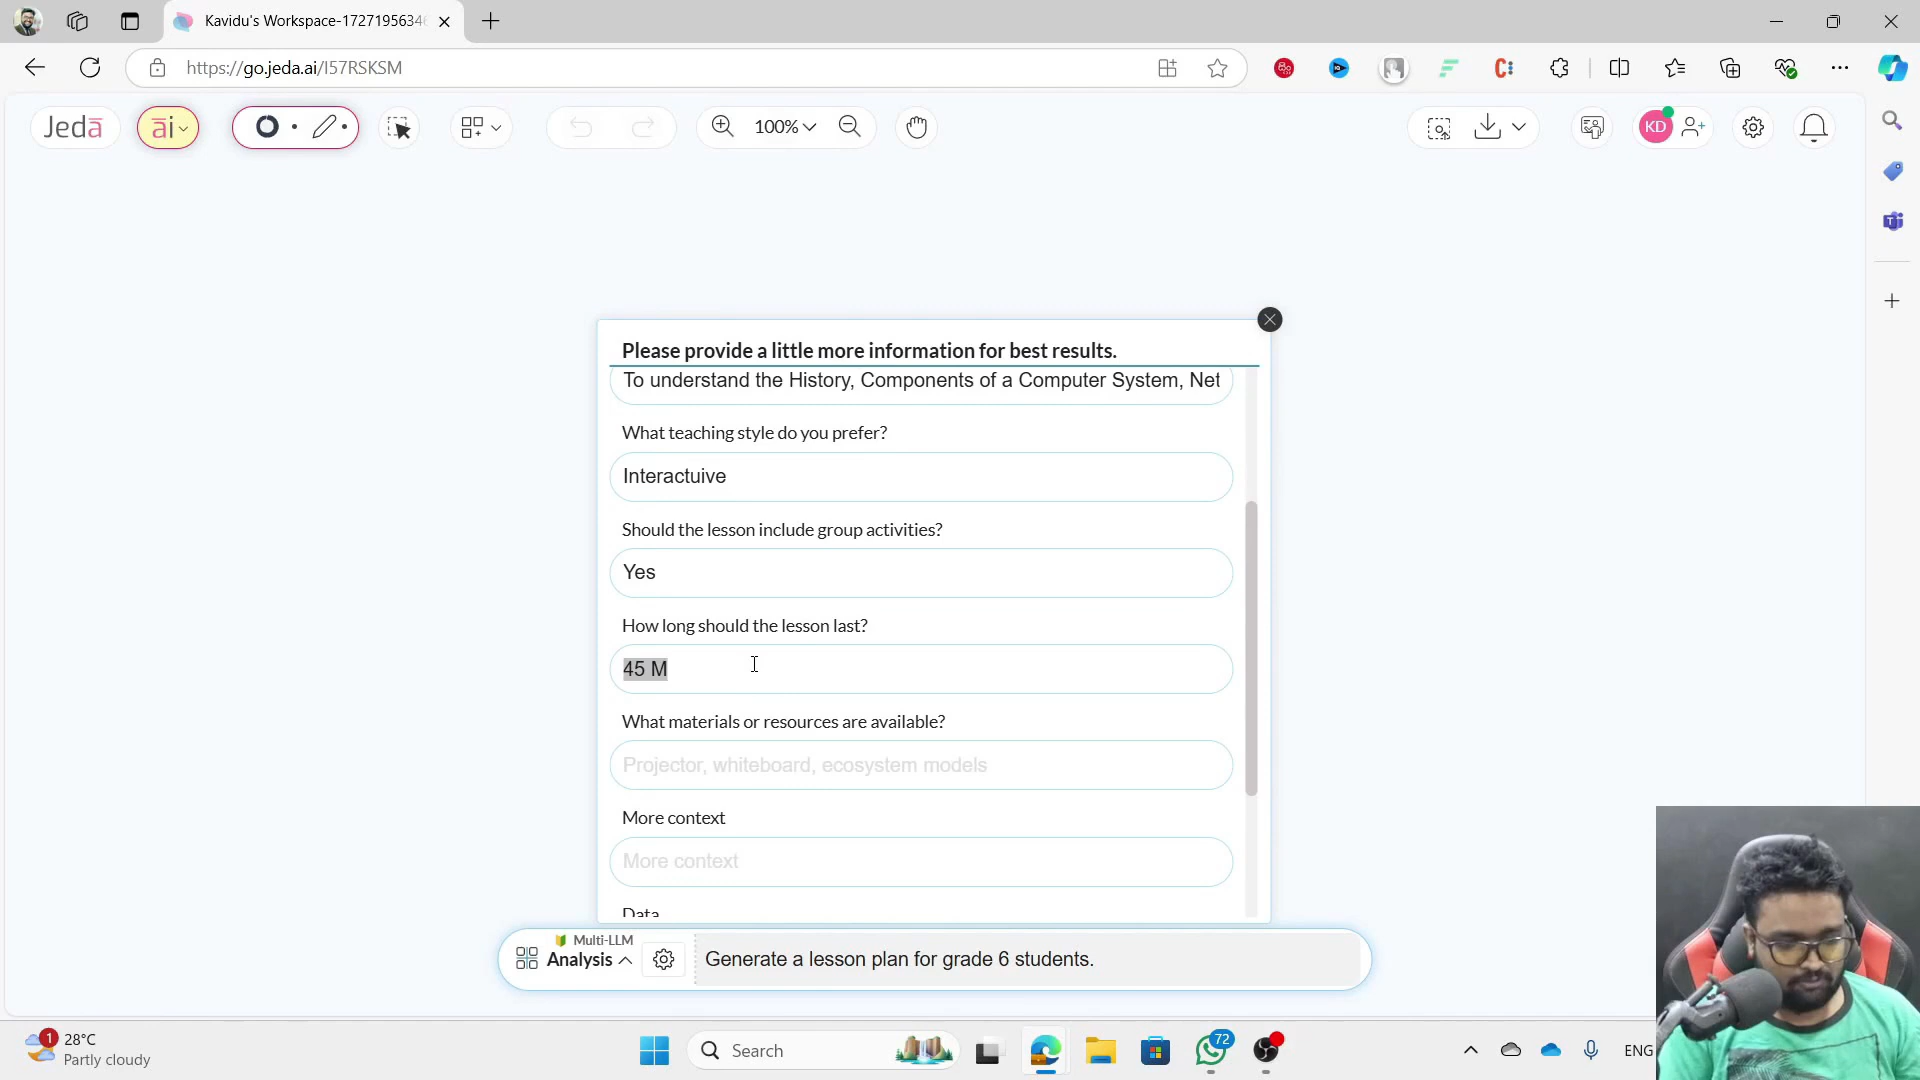 Kavidu's Workspace-1727195634
https://go.jeda.ai/I57RSKSM
Jedā
āi
100%
KD
Please provide a little more information for best results.
To understand the History, Components of a Computer System, Net
What teaching style do you prefer?
Interactuive
Should the lesson include group activities?
Yes
How long should the lesson last?
45 M
What materials or resources are available?
Projector, whiteboard, ecosystem models
More context
More context
Data
Multi-LLM
Analysis
Generate a lesson plan for grade 6 students.
1
28°C
Partly cloudy
Search
72
ENG